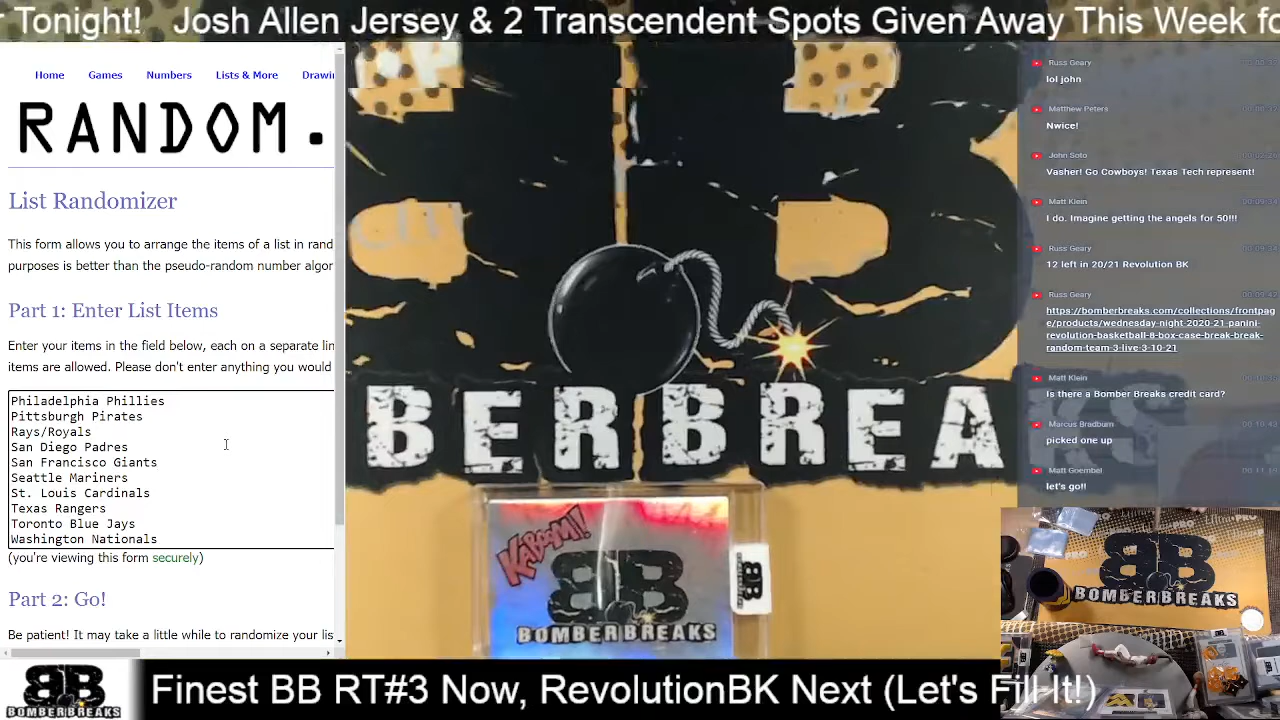 Tonight!   Josh Allen Jersey & 2 Transcendent Spots Given Away This Week fo
Home Games Numbers Lists & More Drawin
RANDOM.
List Randomizer
This form allows you to arrange the items of a list in rand
purposes is better than the pseudo-random number algor
Part 1: Enter List Items
Enter your items in the field below, each on a separate lin
items are allowed. Please don't enter anything you would
Philadelphia Phillies
Pittsburgh Pirates
Rays/Royals
San Diego Padres
San Francisco Giants
Seattle Mariners
St. Louis Cardinals
Texas Rangers
Toronto Blue Jays
Washington Nationals
(you're viewing this form securely)
Part 2: Go!
Be patient! It may take a little while to randomize your lis
BER BREA
KABOOM!!
BB
BOMBERBREAKS
BB
Russ Geary
lol john
Matthew Peters
Nwice!
John Soto
Vasher! Go Cowboys! Texas Tech represent!
Matt Klein
I do. Imagine getting the angels for 50!!!
Russ Geary
12 left in 20/21 Revolution BK
Russ Geary
https://bomberbreaks.com/collections/frontpag
e/products/wednesday-night-2020-21-panini-
revolution-basketball-8-box-case-break-break-
random-team-3-live-3-10-21
Matt Klein
Is there a Bomber Breaks credit card?
Marcus Bradburn
picked one up
Matt Goembel
let's go!!
BB
BOMBERBREAKS
BB
BOMBERBREAKS
Finest BB RT#3 Now, RevolutionBK Next (Let's Fill It!)